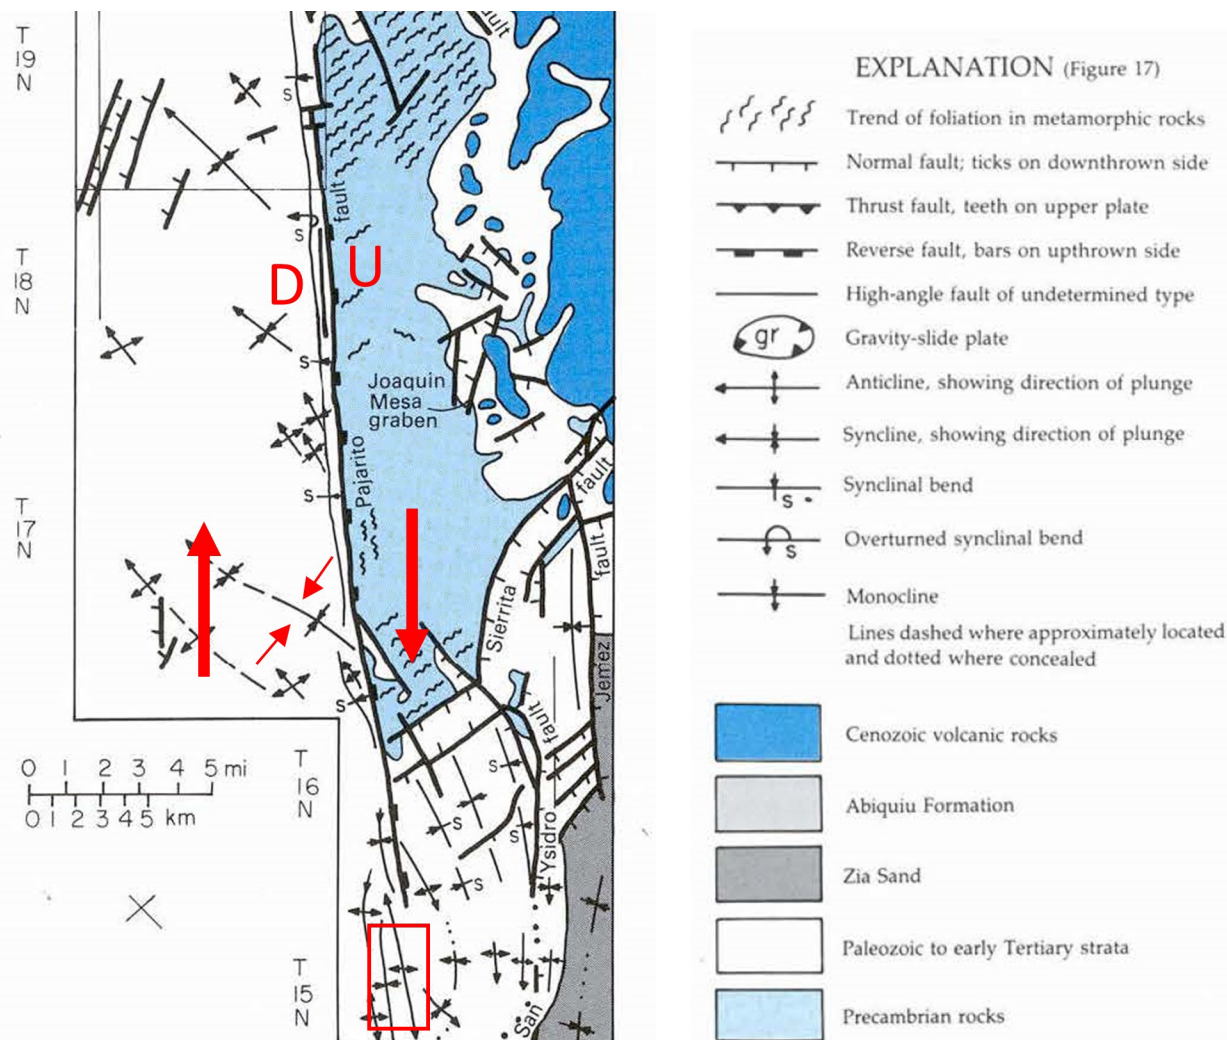 T
19
N
fault
S
fault
S
T
18
N
D
U
S
Joaquin
Mesa
graben
Pajarito
S
fault
T
17
N
fault
Sierrita
Jemez
S
fault
0 1 2 3 4 5 mi
0 1 2 3 4 5 km
T
16
N
S
S
S
Ysidro
S
T
15
N
San
EXPLANATION (Figure 17)
Trend of foliation in metamorphic rocks
Normal fault; ticks on downthrown side
Thrust fault, teeth on upper plate
Reverse fault, bars on upthrown side
High-angle fault of undetermined type
gr Gravity-slide plate
Anticline, showing direction of plunge
Syncline, showing direction of plunge
S Synclinal bend
S Overturned synclinal bend
Monocline
Lines dashed where approximately located
and dotted where concealed
Cenozoic volcanic rocks
Abiquiu Formation
Zia Sand
Paleozoic to early Tertiary strata
Precambrian rocks